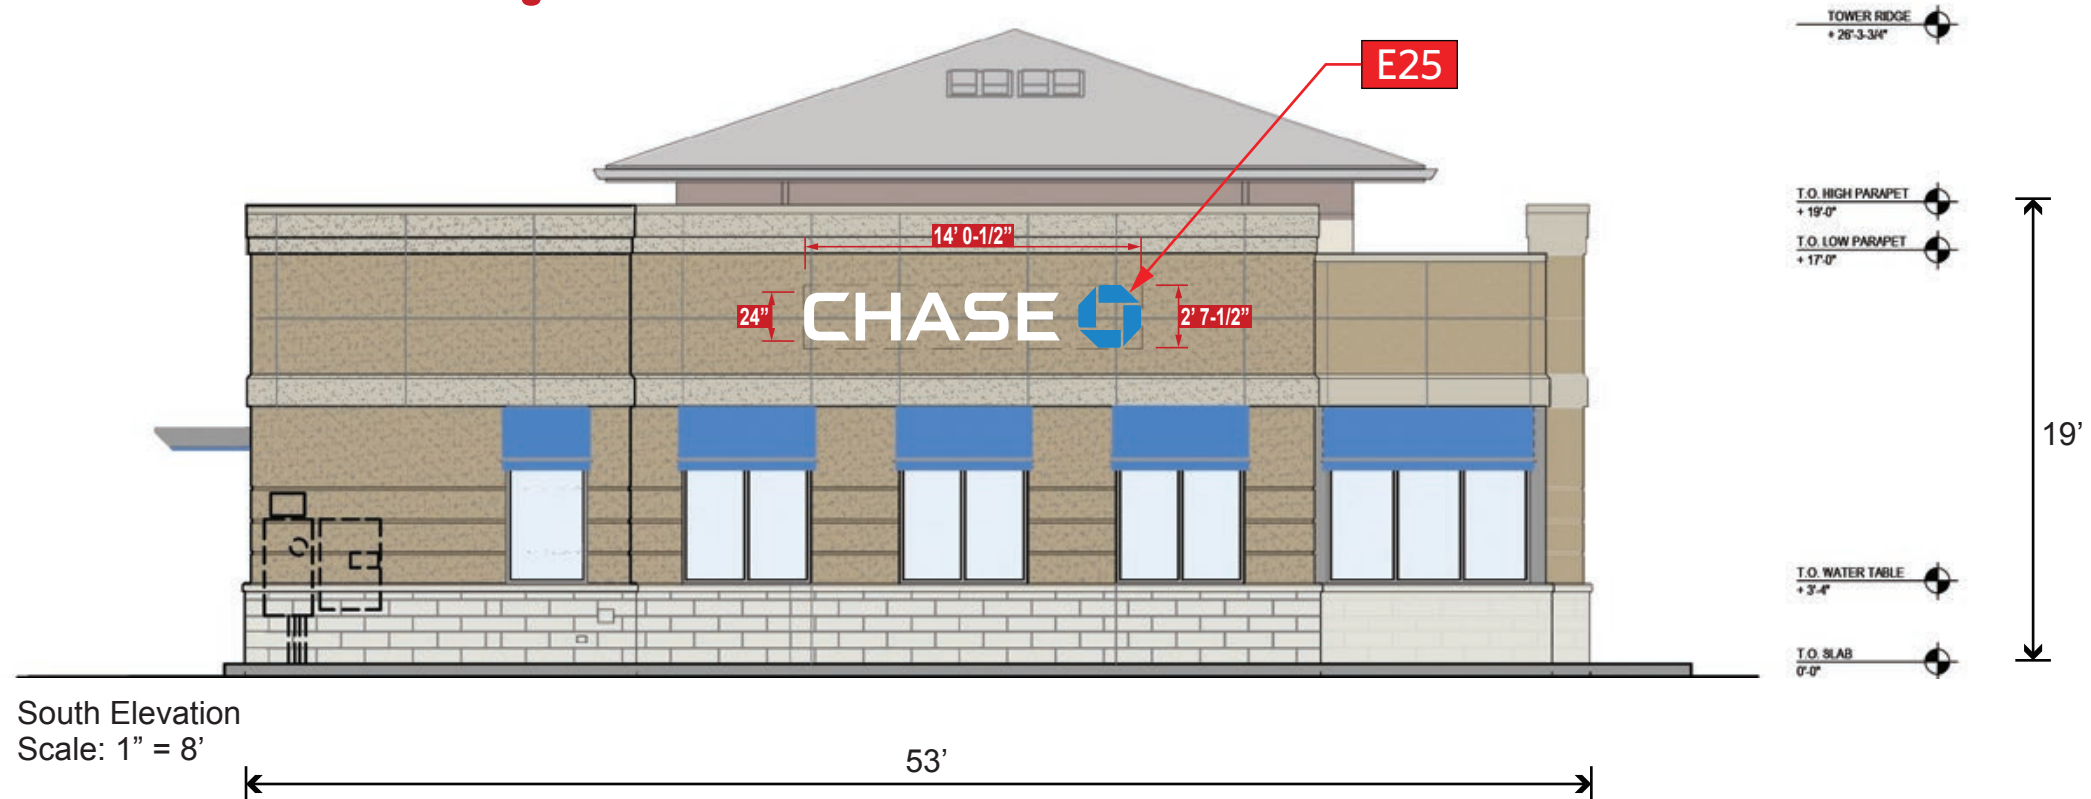 TOWER RIDGE
+ 26'-3-3/4"
E25
T.O. HIGH PARAPET
+ 19'-0"
14’ 0-1/2”
T.O. LOW PARAPET
+ 17'-0"
24”
CHASE
2’ 7-1/2”
19’
T.O. WATER TABLE
+ 3'-4"
T.O. SLAB
0'-0"
South Elevation
Scale: 1” = 8’
53’